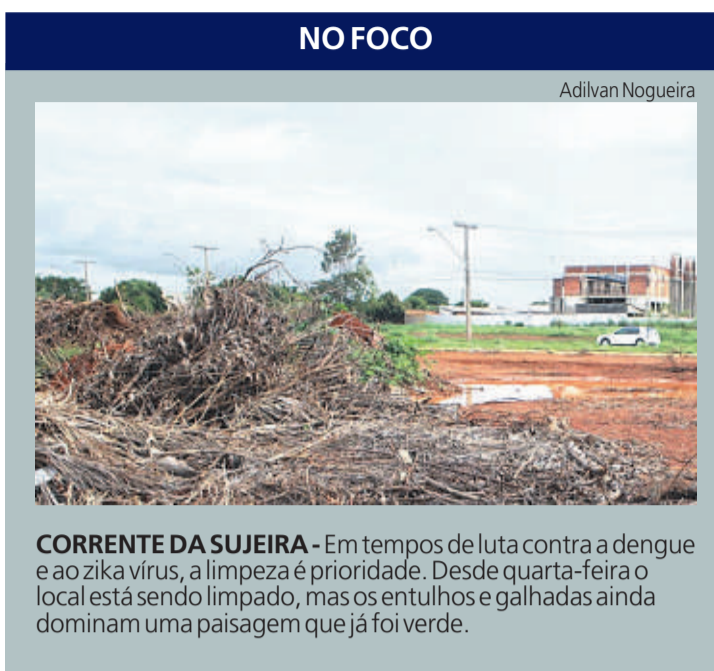 NO FOCO
Adilvan Nogueira
CORRENTE DA SUJEIRA - Em tempos de luta contra a dengue
e ao zika vírus, a limpeza é prioridade. Desde quarta-feira o
local está sendo limpado, mas os entulhos e galhadas ainda
dominam uma paisagem que já foi verde.